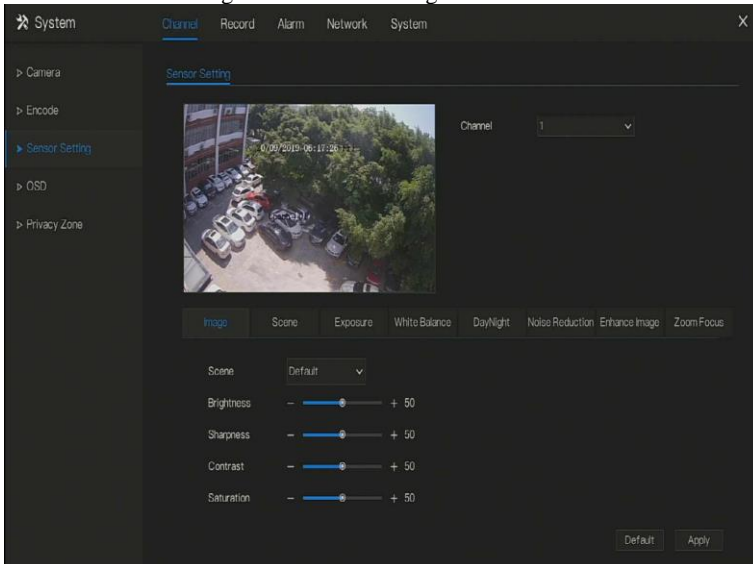 System Channel Record Alarm Network System X
Camera
Sensor Setting
Encode
Channel 1
Sensor Setting
OSD
Privacy Zone
Image Scene Exposure White Balance DayNight Noise Reduction Enhance Image Zoom Focus
Scene Default
Brightness - + 50
Sharpness - + 50
Contrast - + 50
Saturation - + 50
Default Apply